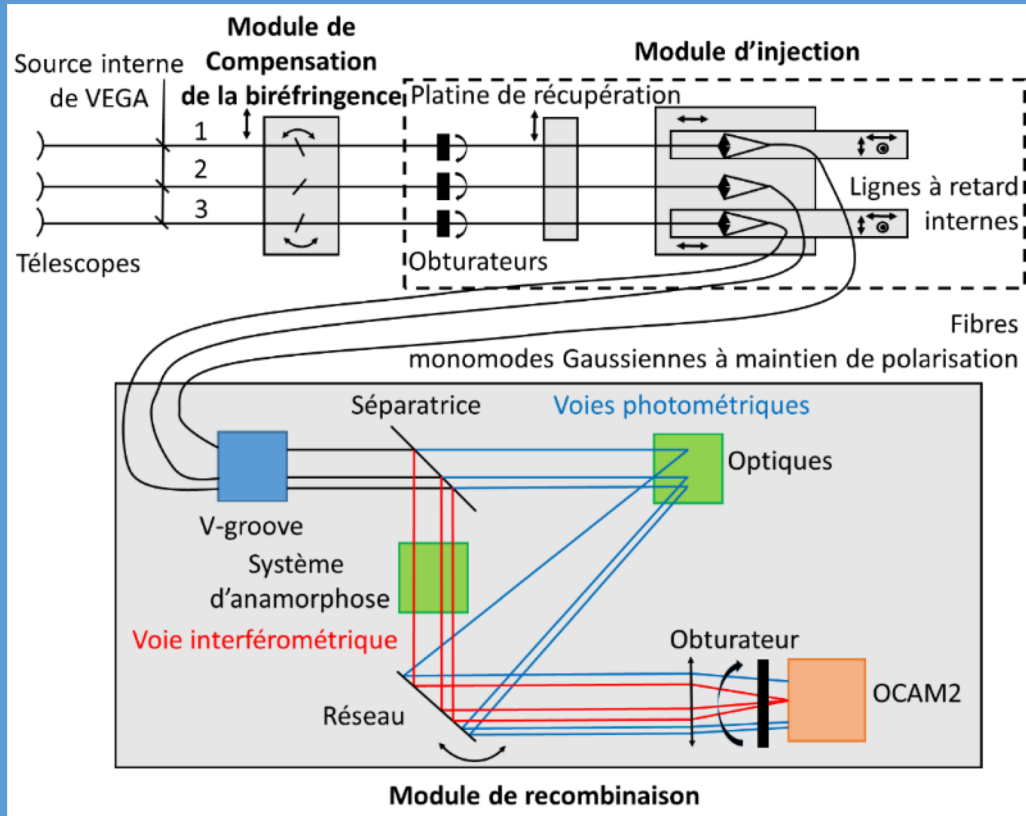 Module de
Compensation
de la biréfringence
Source interne
de VEGA
1
2
3
Télescopes
Module d'injection
Platine de récupération
Obturateurs
Lignes à retard
internes
Fibres
monomodes Gaussiennes à maintien de polarisation
Séparatrice
Voies photométriques
Optiques
V-groove
Système
d'anamorphose
Voie interférométrique
Obturateur
OCAM2
Réseau
Module de recombinaison